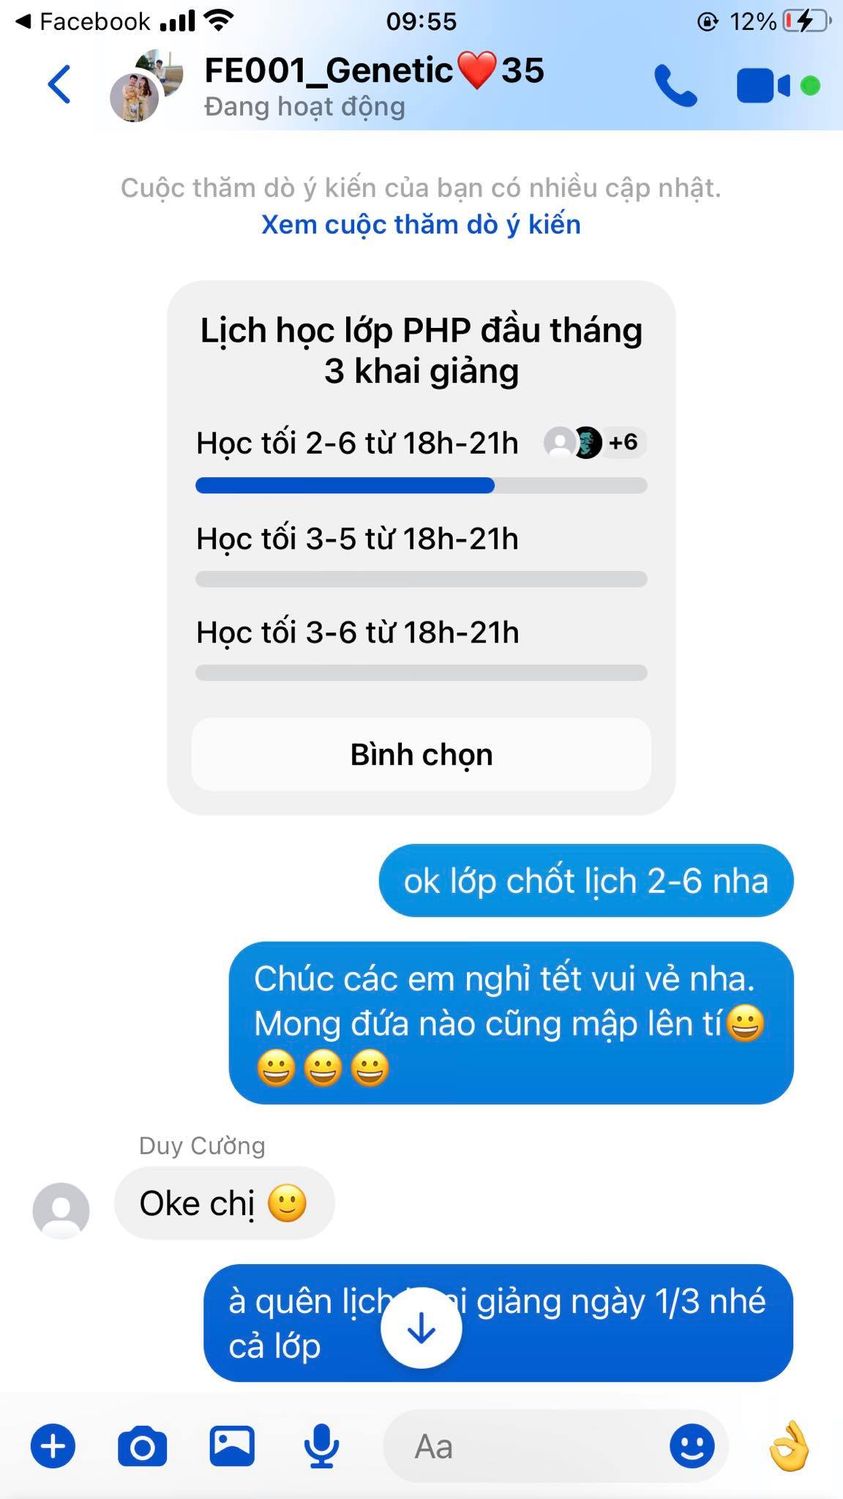 Facebook
09:55
12%
FE001_Genetic❤️35
Đang hoạt động
Cuộc thăm dò ý kiến của bạn có nhiều cập nhật.
Xem cuộc thăm dò ý kiến
Lịch học lớp PHP đầu tháng
3 khai giảng
Học tối 2-6 từ 18h-21h
+6
Học tối 3-5 từ 18h-21h
Học tối 3-6 từ 18h-21h
Bình chọn
ok lớp chốt lịch 2-6 nha
Chúc các em nghỉ tết vui vẻ nha.
Mong đứa nào cũng mập lên tí😀
😀😀😀
Duy Cường
Oke chị 🙂
à quên lịch giảng ngày 1/3 nhé
cả lớp
Aa